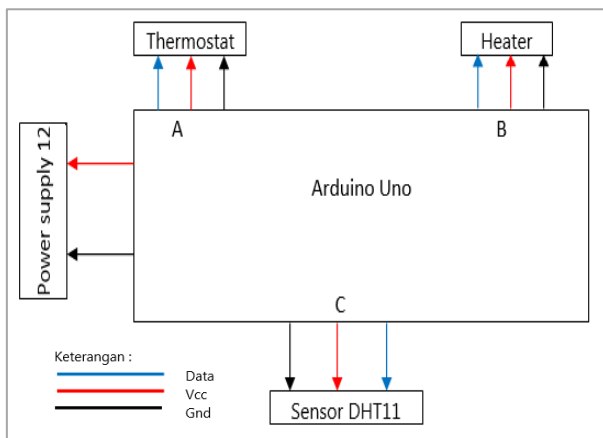 Thermostat
Heater
A
B
Power supply 12
Arduino Uno
C
Keterangan :
Data
Vcc
Gnd
Sensor DHT11